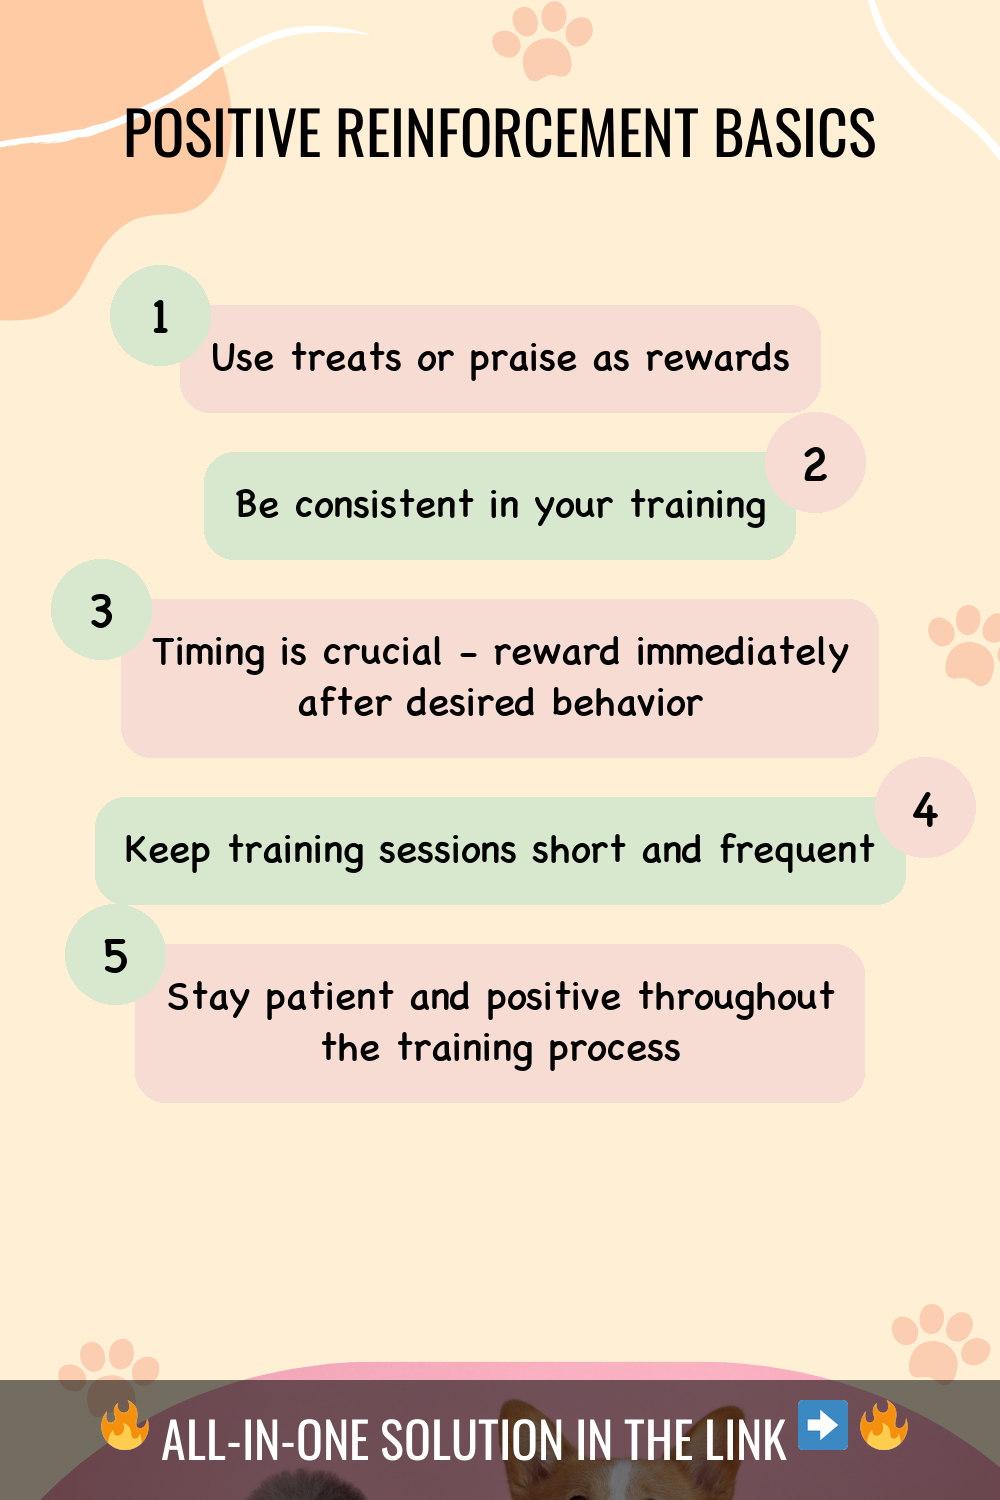 POSITIVE REINFORCEMENT BASICS
1
Use treats or praise as rewards
2
Be consistent in your training
3
Timing is crucial - reward immediately
after desired behavior
4
Keep training sessions short and frequent
5
Stay patient and positive throughout
the training process
🔥 ALL-IN-ONE SOLUTION IN THE LINK ➡️ 🔥